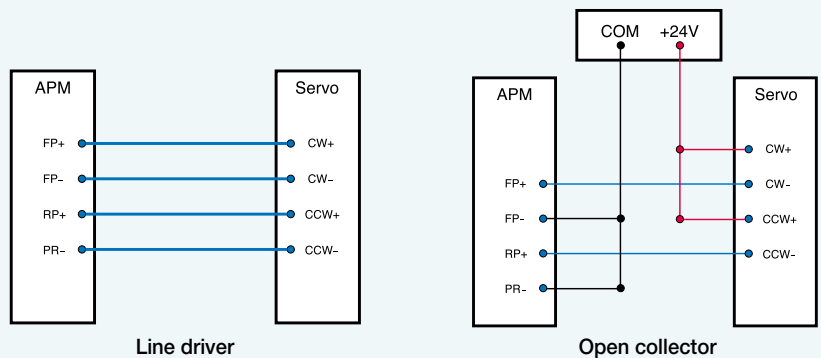 APM
Servo
FP+
CW+
FP-
CW-
RP+
CCW+
PR-
CCW-
Line driver
COM +24V
APM
Servo
CW+
FP+
CW-
FP-
CCW+
RP+
CCW-
PR-
Open collector